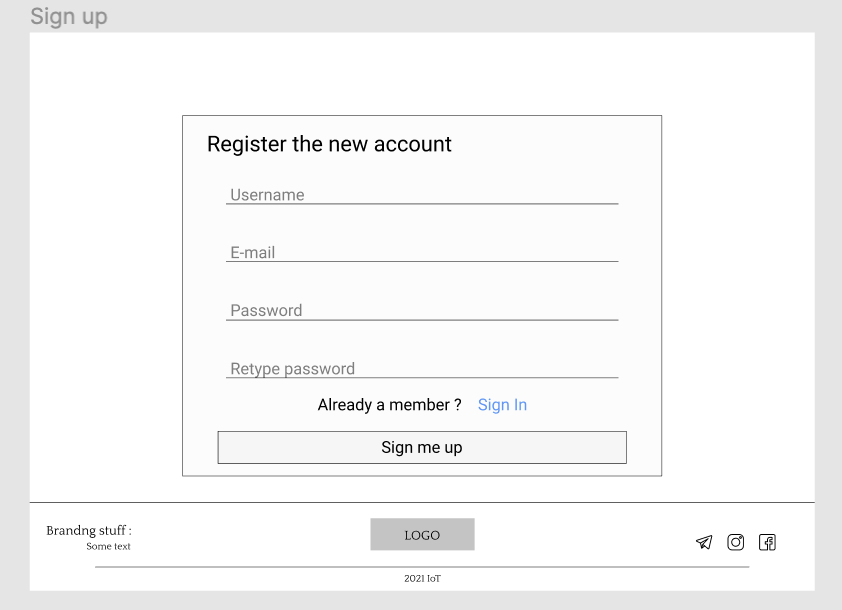 Sign up
Register the new account
Username
E-mail
Password
Retype password
Already a member ? Sign In
Sign me up
Brandng stuff :
Some text
LOGO
2021 IoT